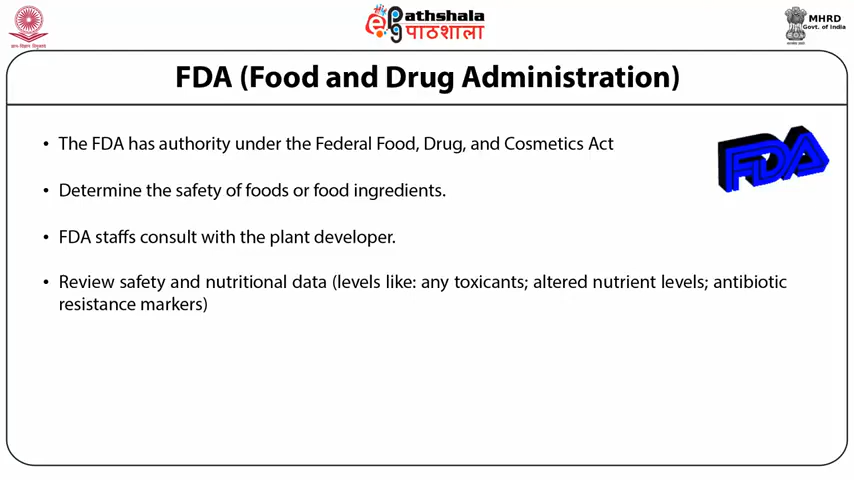 ePathshala
पाठशाला
MHRD
Govt. of India
FDA (Food and Drug Administration)
• The FDA has authority under the Federal Food, Drug, and Cosmetics Act
FDA
• Determine the safety of foods or food ingredients.
• FDA staffs consult with the plant developer.
• Review safety and nutritional data (levels like: any toxicants; altered nutrient levels; antibiotic
resistance markers)